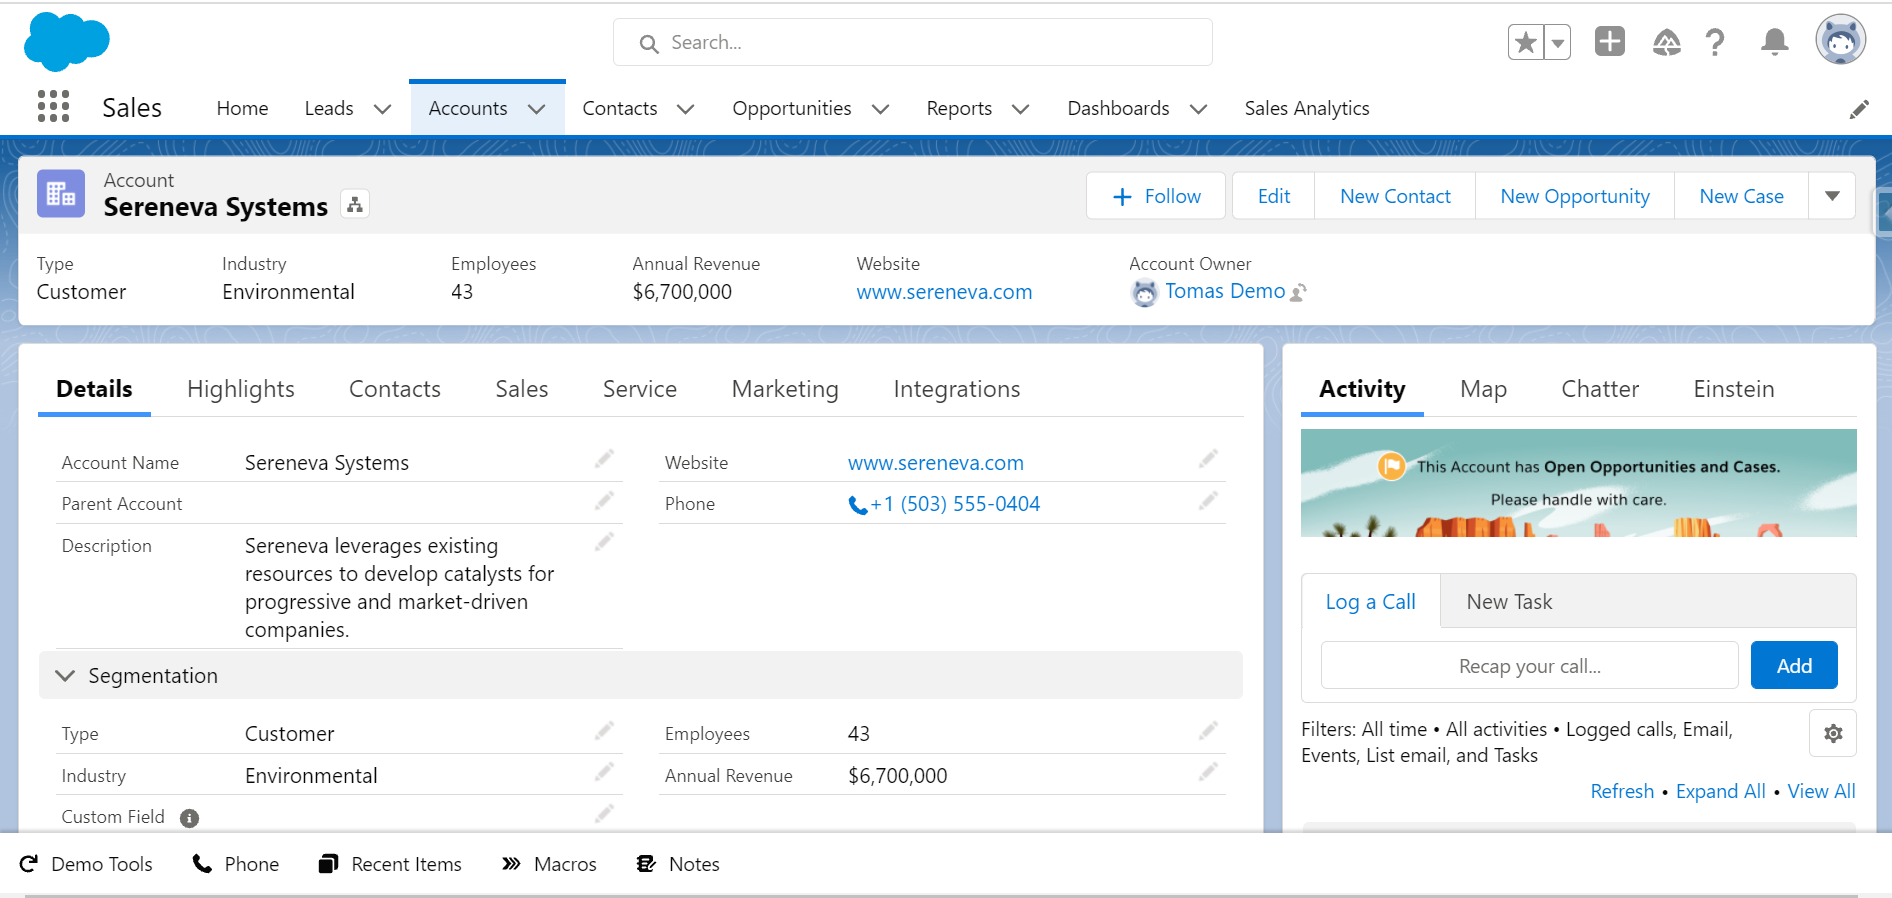 Search...
Sales
Home
Leads
Accounts
Contacts
Opportunities
Reports
Dashboards
Sales Analytics
Account
Sereneva Systems
Follow
Edit
New Contact
New Opportunity
New Case
Type
Industry
Employees
Annual Revenue
Website
Account Owner
Customer
Environmental
43
$6,700,000
www.sereneva.com
Tomas Demo
Details
Highlights
Contacts
Sales
Service
Marketing
Integrations
Account Name
Sereneva Systems
Website
www.sereneva.com
Parent Account
Phone
+1 (503) 555-0404
Description
Sereneva leverages existing
resources to develop catalysts for
progressive and market-driven
companies.
Segmentation
Type
Customer
Employees
43
Industry
Environmental
Annual Revenue
$6,700,000
Custom Field
Activity
Map
Chatter
Einstein
This Account has Open Opportunities and Cases.
Please handle with care.
Log a Call
New Task
Recap your call...
Add
Filters: All time • All activities • Logged calls, Email,
Events, List email, and Tasks
Refresh • Expand All • View All
Demo Tools
Phone
Recent Items
Macros
Notes